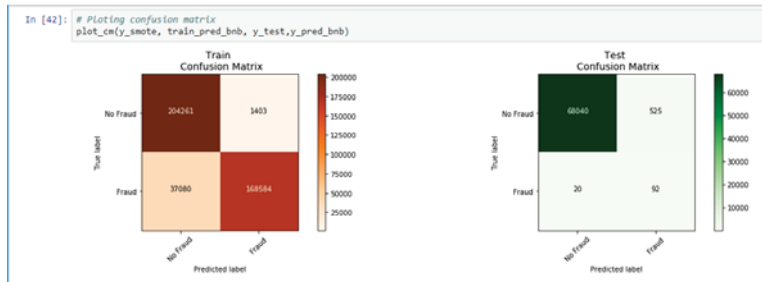 In [42]: # Ploting confusion matrix
plot_cm(y_smote, train_pred_bnb, y_test,y_pred_bnb)
Train
Confusion Matrix
No Fraud
204261
1403
Fraud
37080
168584
True label
No Fraud
Fraud
Predicted label
200000
175000
150000
125000
100000
75000
50000
25000
Test
Confusion Matrix
No Fraud
68040
525
Fraud
20
92
True label
No Fraud
Fraud
Predicted label
60000
50000
40000
30000
20000
10000